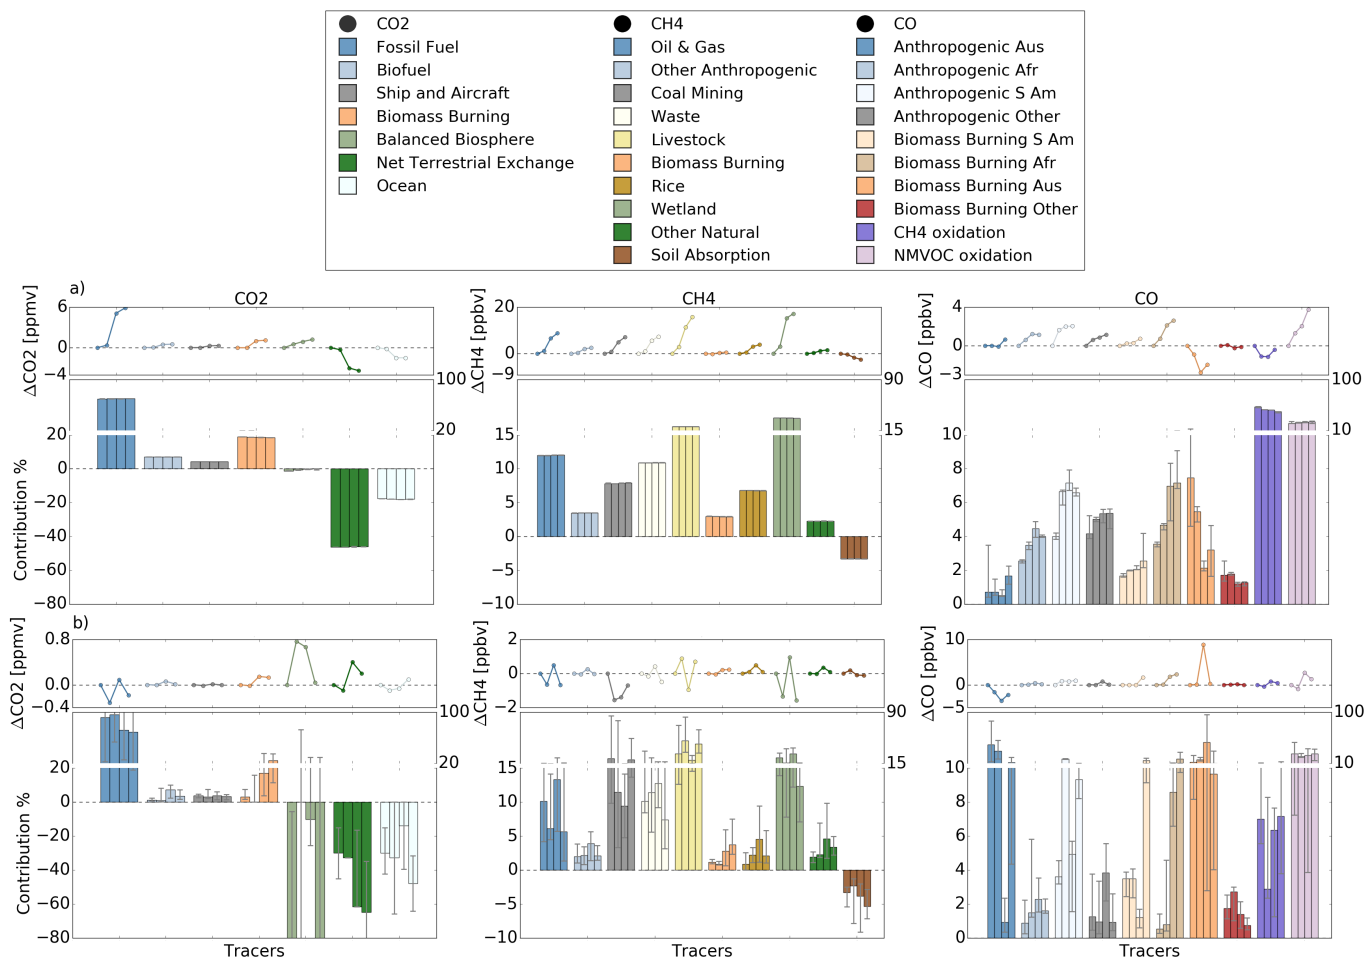 CO2 CH4 CO
Fossil Fuel Oil & Gas Anthropogenic Aus
Biofuel Other Anthropogenic Anthropogenic Afr
Ship and Aircraft Coal Mining Anthropogenic S Am
Biomass Burning Waste Anthropogenic Other
Balanced Biosphere Livestock Biomass Burning S Am
Net Terrestrial Exchange Biomass Burning Biomass Burning Afr
Ocean Rice Biomass Burning Aus
Wetland Biomass Burning Other
Other Natural CH4 oxidation
Soil Absorption NMVOC oxidation
a)
CO2 CH4 CO
ΔCO2 [ppmv] 6 0 −4
ΔCH4 [ppbv] 20 0 −9
ΔCO [ppbv] 4 0 −3
Contribution %
100 20
20 0 −20 −40 −60 −80
90 15
15 10 5 0 −5 −10
100 10
10 8 6 4 2 0
b)
ΔCO2 [ppmv] 0.8 0.0 −0.4
ΔCH4 [ppbv] 2 0 −2
ΔCO [ppbv] 10 0 −5
Contribution %
100 20
20 0 −20 −40 −60 −80
90 15
15 10 5 0 −5 −10
100 10
10 8 6 4 2 0
Tracers Tracers Tracers